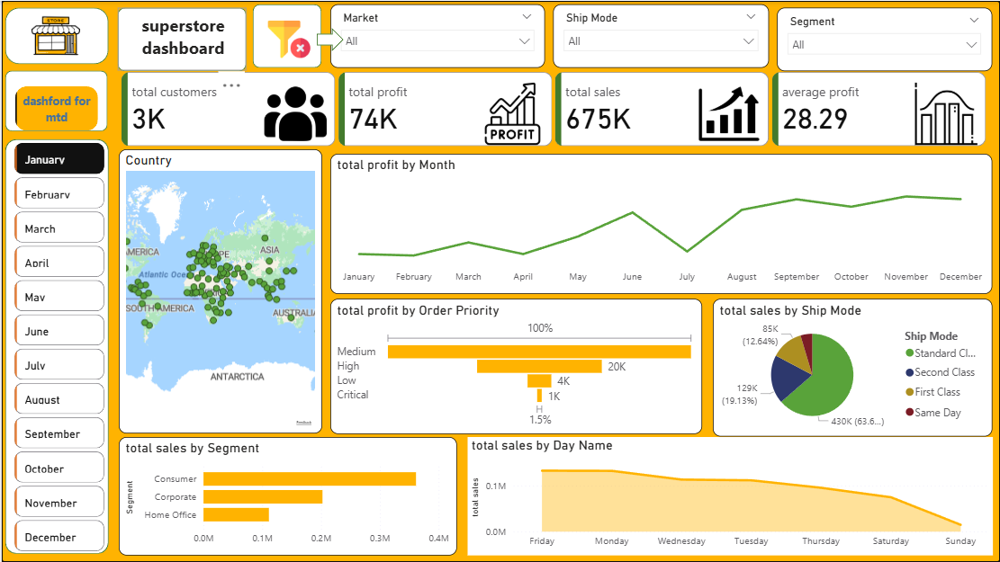 STORE
superstore
dashboard
Market
All
Ship Mode
All
Segment
All
dashford for
mtd
total customers
3K
total profit
74K
PROFIT
total sales
675K
average profit
28.29
January
February
March
April
May
June
July
August
September
October
November
December
Country
AMERICA
ASIA
Atlantic Oce
SOUTH AMERICA
AUSTRALIA
ANTARCTICA
Feedback
total profit by Month
January February March April May June July August September October November December
total profit by Order Priority
100%
Medium
High 20K
Low 4K
Critical 1K
1.5%
total sales by Ship Mode
85K
(12.64%)
129K
(19.13%)
430K (63.6...)
Ship Mode
Standard Cl...
Second Class
First Class
Same Day
total sales by Segment
Segment
Consumer
Corporate
Home Office
0.0M 0.1M 0.2M 0.3M 0.4M
total sales by Day Name
total sales
0.1M
0.0M
Friday Monday Wednesday Tuesday Thursday Saturday Sunday